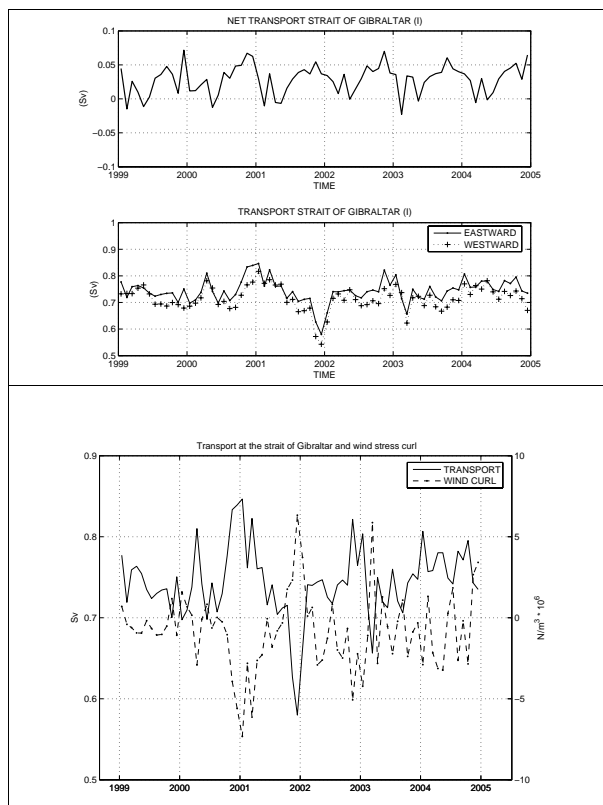 NET TRANSPORT STRAIT OF GIBRALTAR (I)
0.1
0.05
0
−0.05
−0.1
(Sv)
1999 2000 2001 2002 2003 2004 2005
TIME
TRANSPORT STRAIT OF GIBRALTAR (I)
EASTWARD
WESTWARD
1
0.9
0.8
0.7
0.6
0.5
(Sv)
1999 2000 2001 2002 2003 2004 2005
TIME
Transport at the strait of Gibraltar and wind stress curl
TRANSPORT
WIND CURL
0.9
0.8
0.7
0.6
0.5
Sv
10
5
0
−5
−10
N/m³ * 10⁶
1999 2000 2001 2002 2003 2004 2005